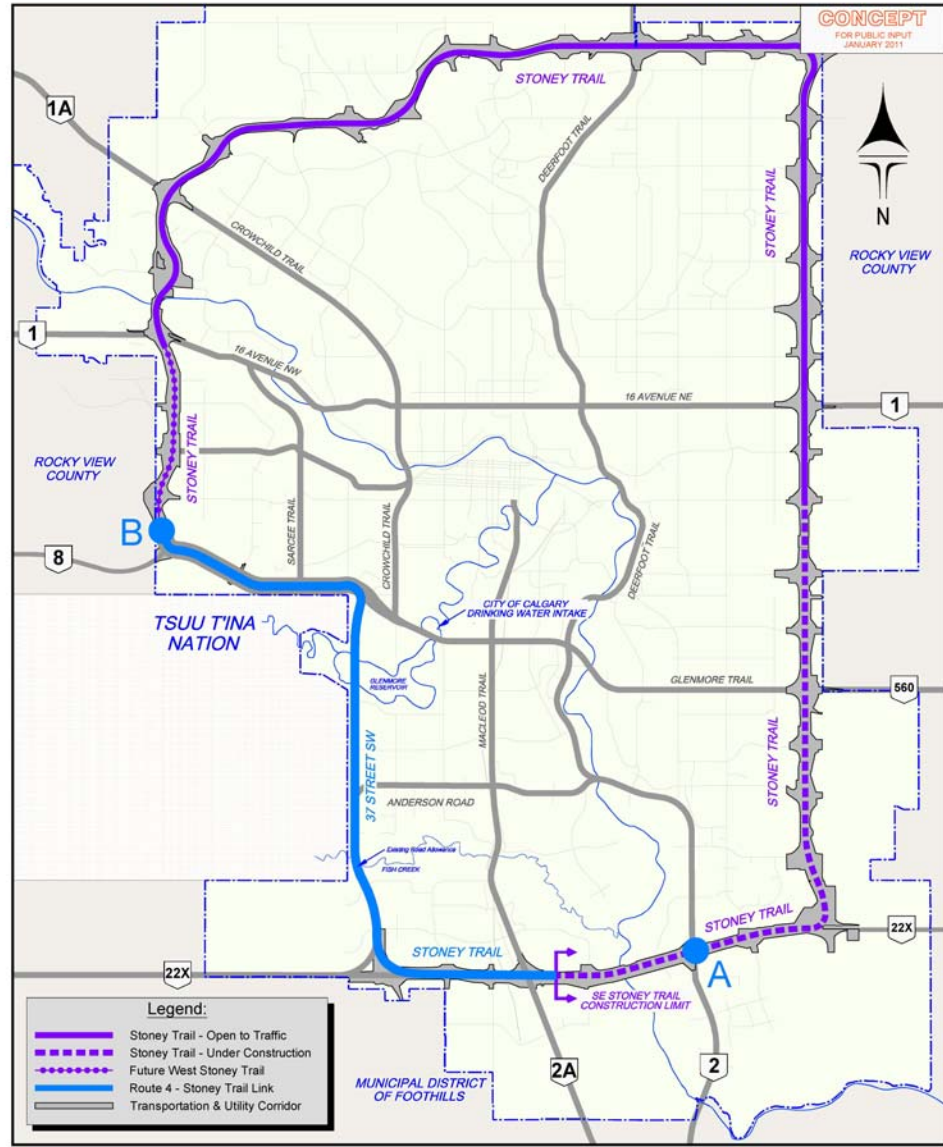 CONCEPT
FOR PUBLIC INPUT
JANUARY 2011
STONEY TRAIL
1A
DEERFOOT TRAIL
STONEY TRAIL
N
CROWCHILD TRAIL
ROCKY VIEW
COUNTY
1
16 AVENUE NW
16 AVENUE NE
1
STONEY TRAIL
ROCKY VIEW
COUNTY
B
SARCEE TRAIL
CROWCHILD TRAIL
DEERFOOT TRAIL
8
CITY OF CALGARY
DRINKING WATER INTAKE
TSUU T'INA
NATION
GLENMORE
RESERVOIR
MACLEOD TRAIL
GLENMORE TRAIL
560
37 STREET SW
STONEY TRAIL
ANDERSON ROAD
Existing Road Allowance
FISH CREEK
STONEY TRAIL
22X
STONEY TRAIL
A
22X
SE STONEY TRAIL
CONSTRUCTION LIMIT
Legend:
Stoney Trail - Open to Traffic
Stoney Trail - Under Construction
Future West Stoney Trail
Route 4 - Stoney Trail Link
Transportation & Utility Corridor
MUNICIPAL DISTRICT
OF FOOTHILLS
2A
2